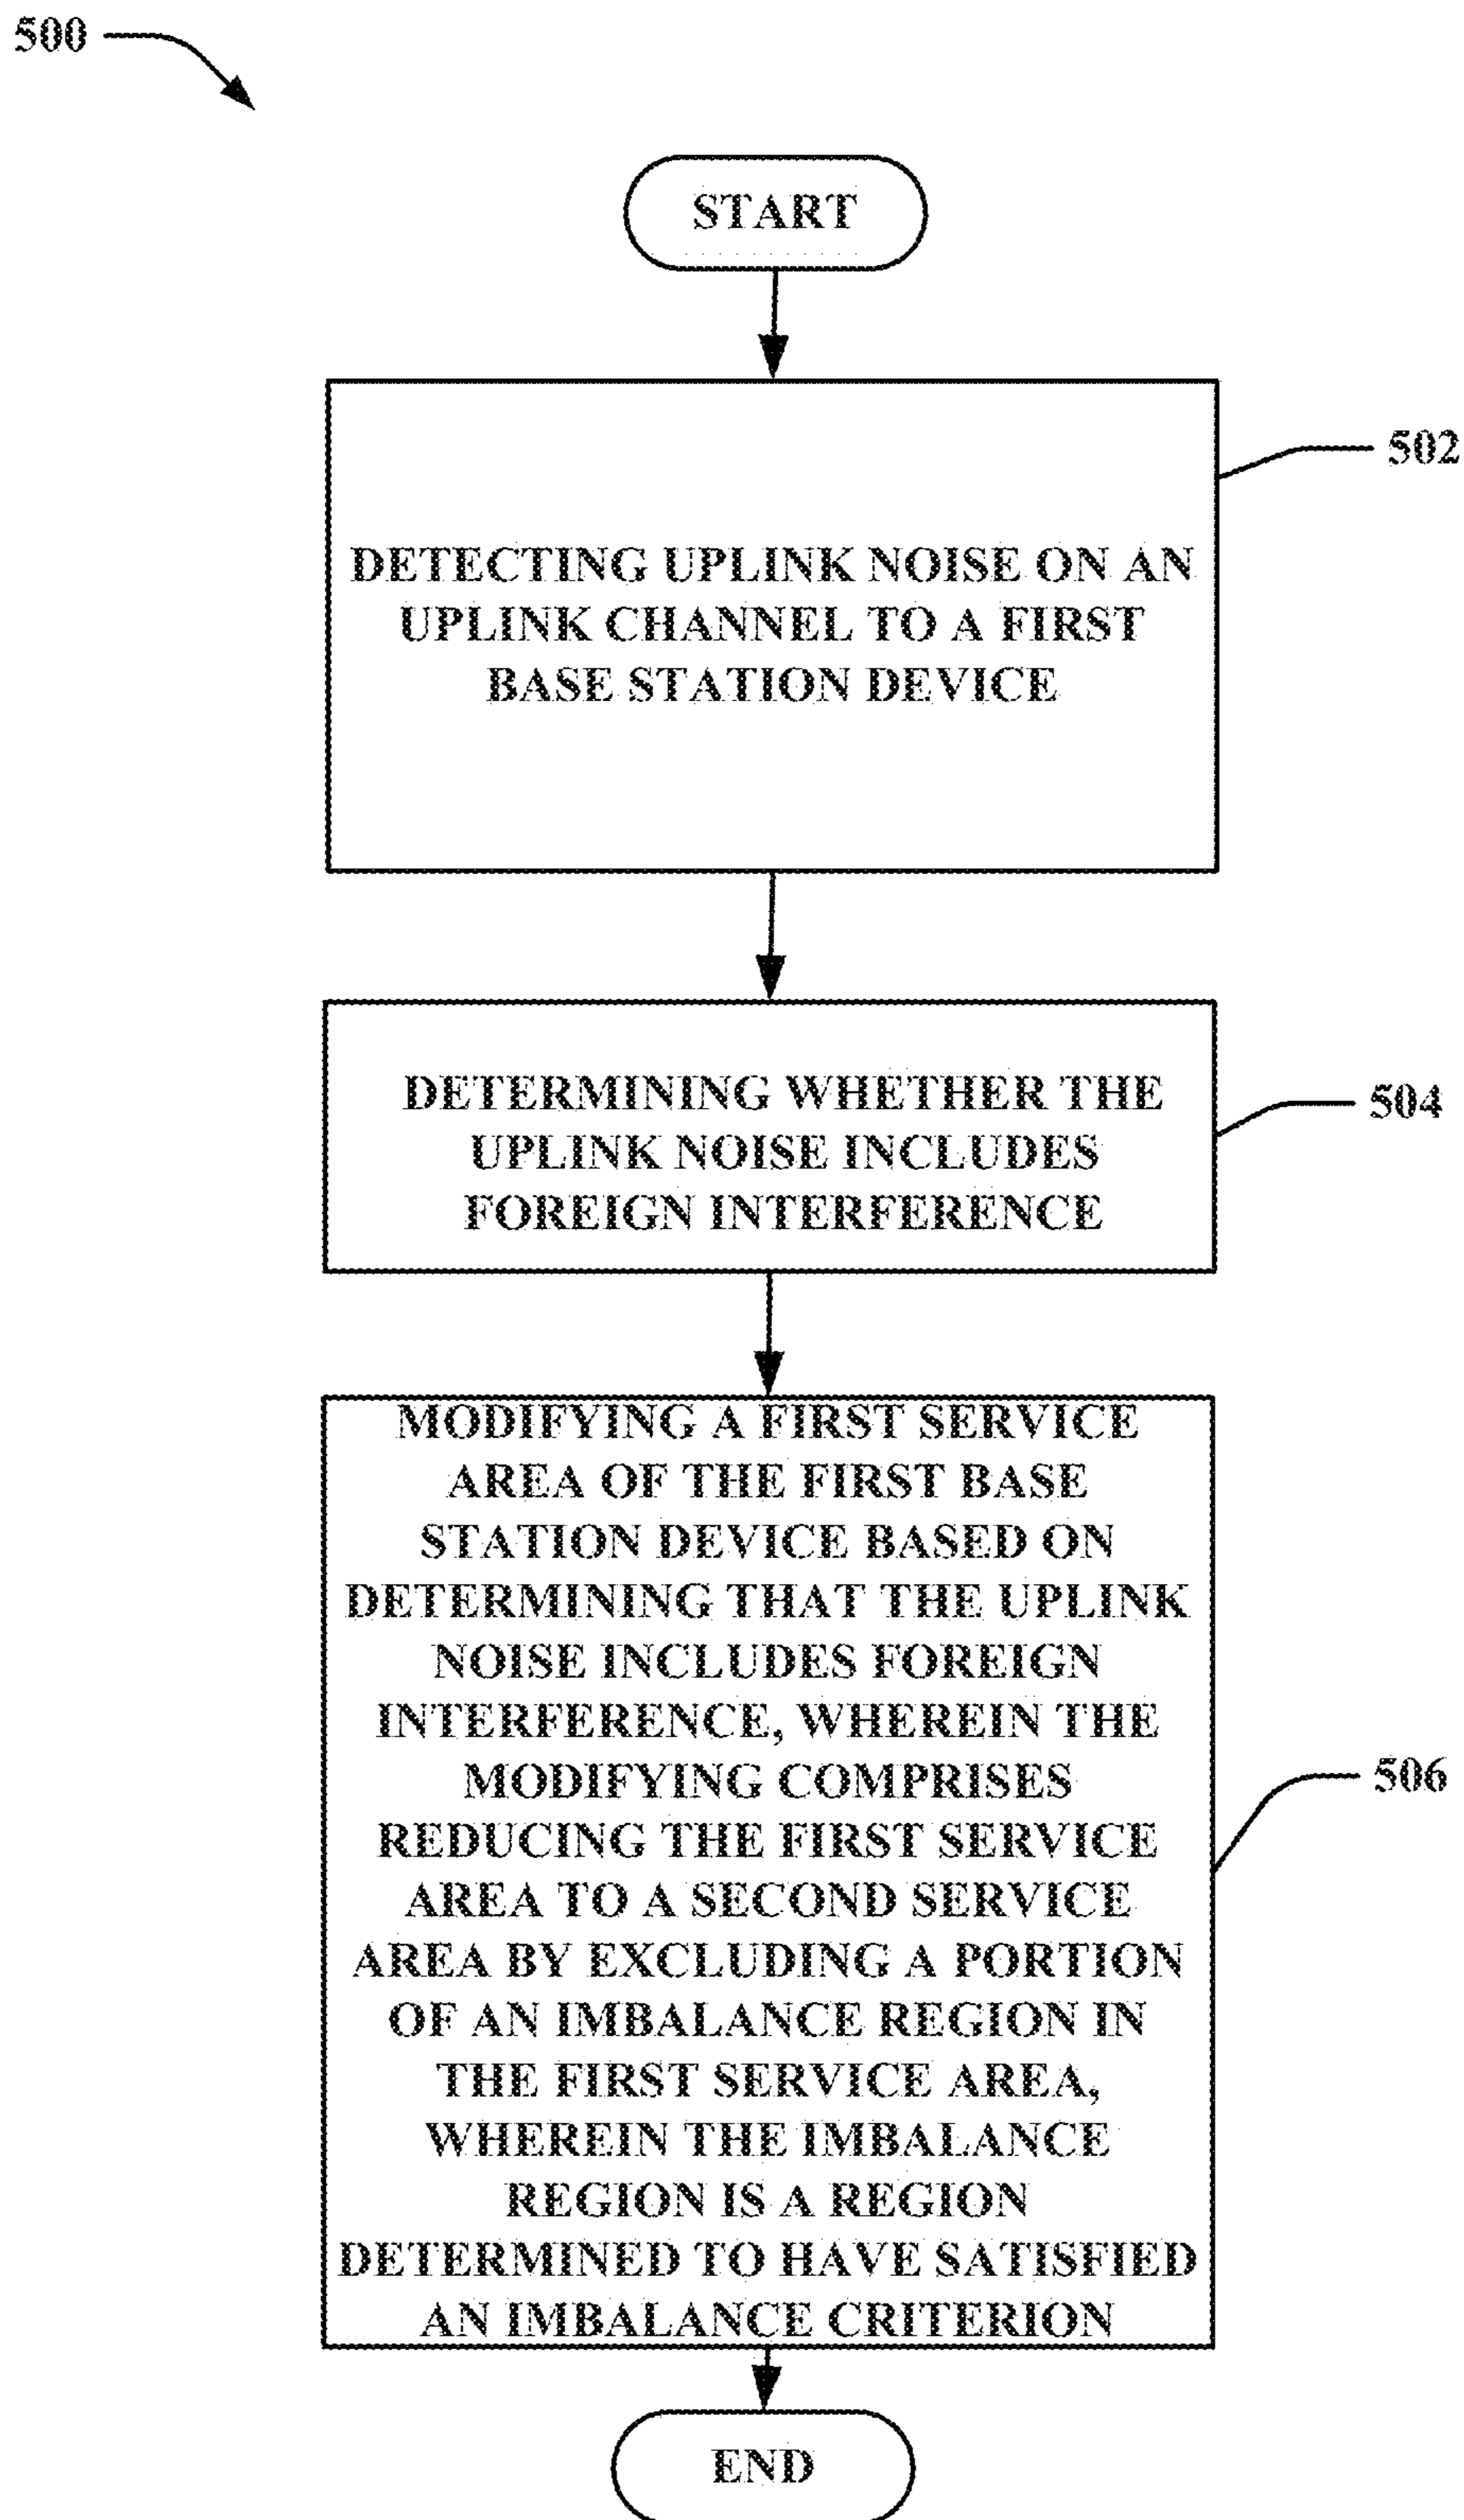 500
START
502
DETECTING UPLINK NOISE ON AN
UPLINK CHANNEL TO A FIRST
BASE STATION DEVICE
504
DETERMINING WHETHER THE
UPLINK NOISE INCLUDES
FOREIGN INTERFERENCE
506
MODIFYING A FIRST SERVICE
AREA OF THE FIRST BASE
STATION DEVICE BASED ON
DETERMINING THAT THE UPLINK
NOISE INCLUDES FOREIGN
INTERFERENCE, WHEREIN THE
MODIFYING COMPRISES
REDUCING THE FIRST SERVICE
AREA TO A SECOND SERVICE
AREA BY EXCLUDING A PORTION
OF AN IMBALANCE REGION IN
THE FIRST SERVICE AREA,
WHEREIN THE IMBALANCE
REGION IS A REGION
DETERMINED TO HAVE SATISFIED
AN IMBALANCE CRITERION
END